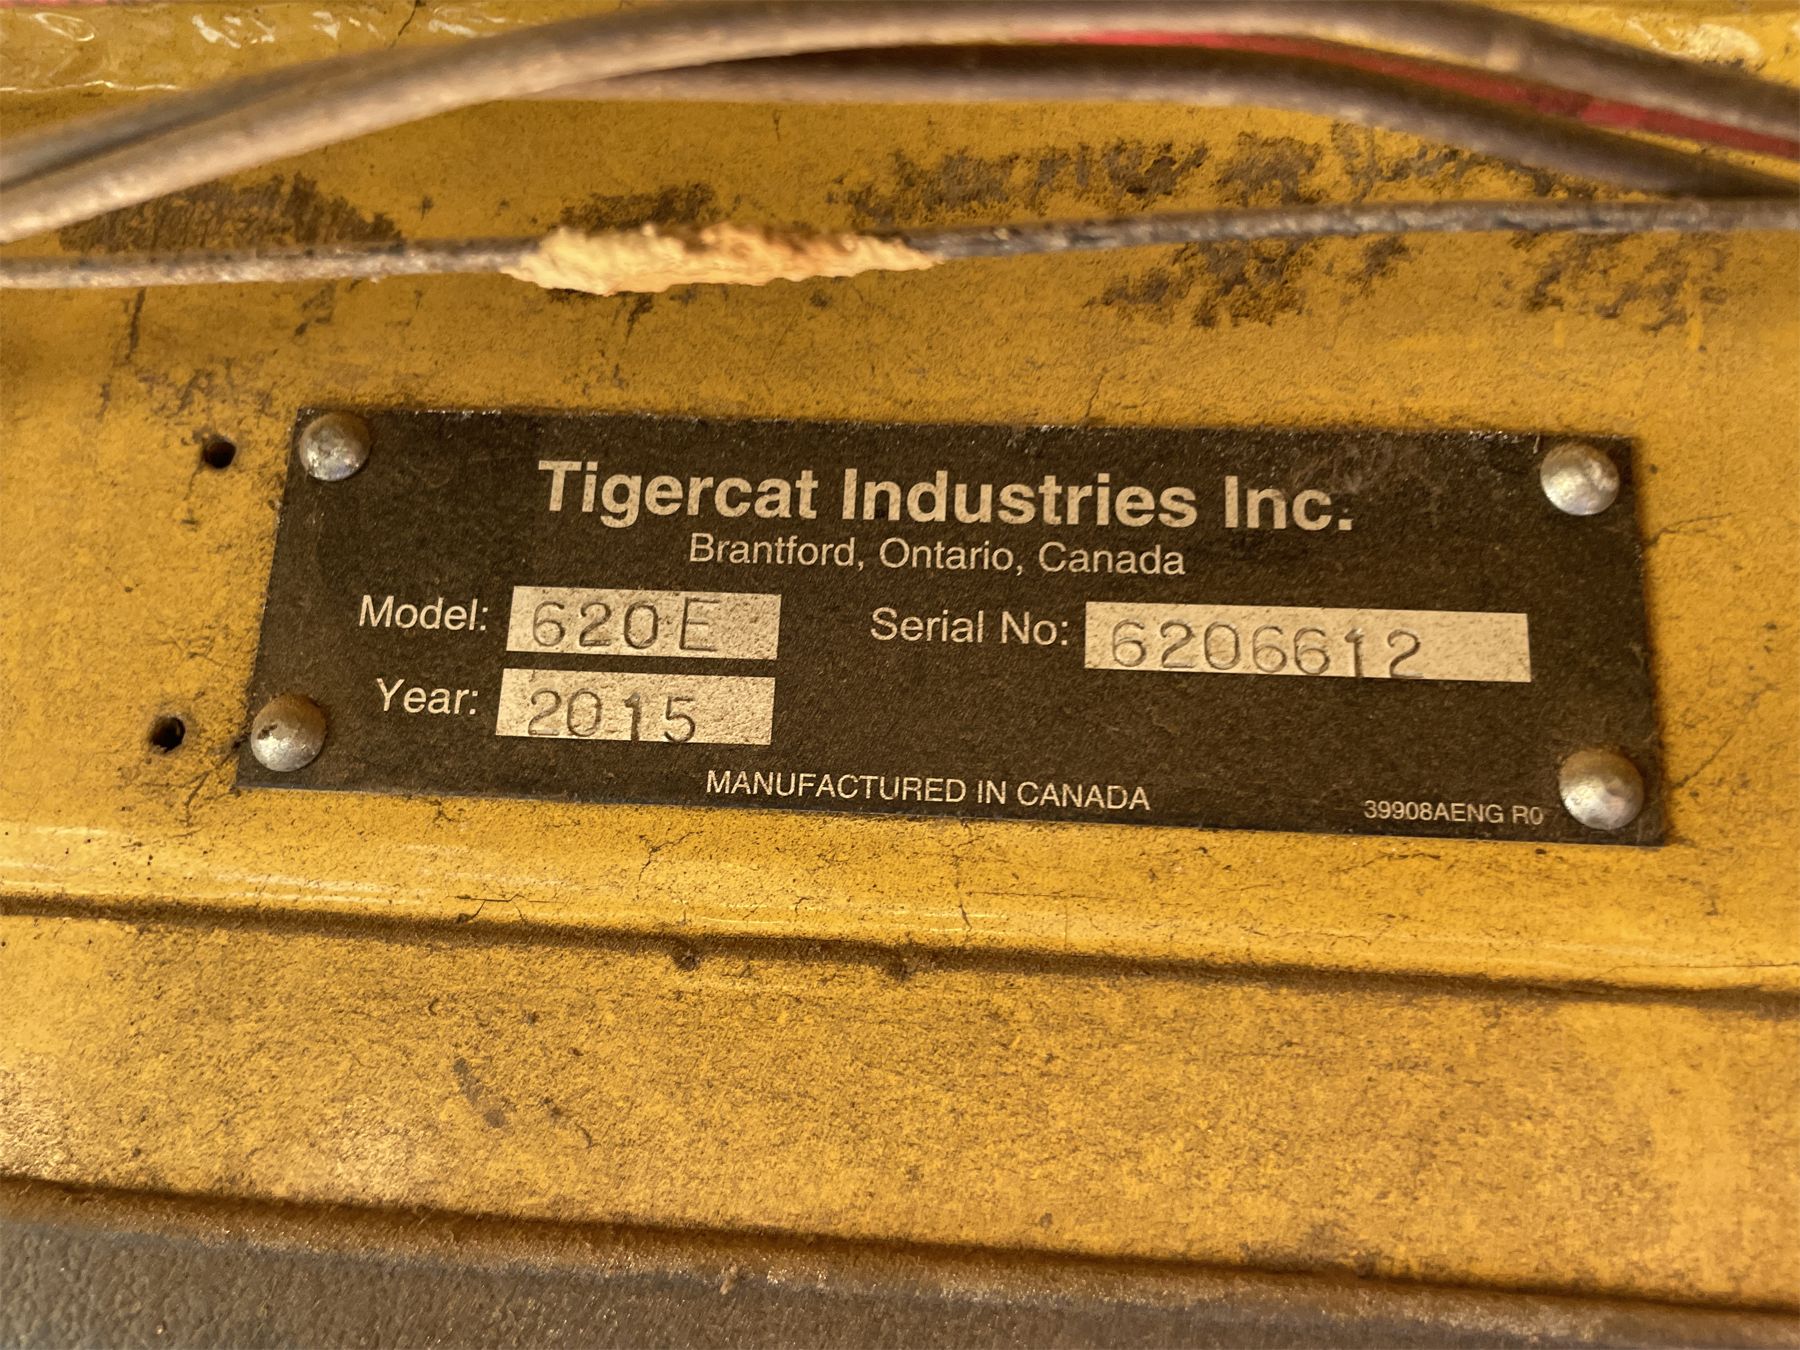 Tigercat Industries Inc.
Brantford, Ontario, Canada
Model: 620E Serial No: 6206612
Year: 2015
MANUFACTURED IN CANADA
39908AENG R0